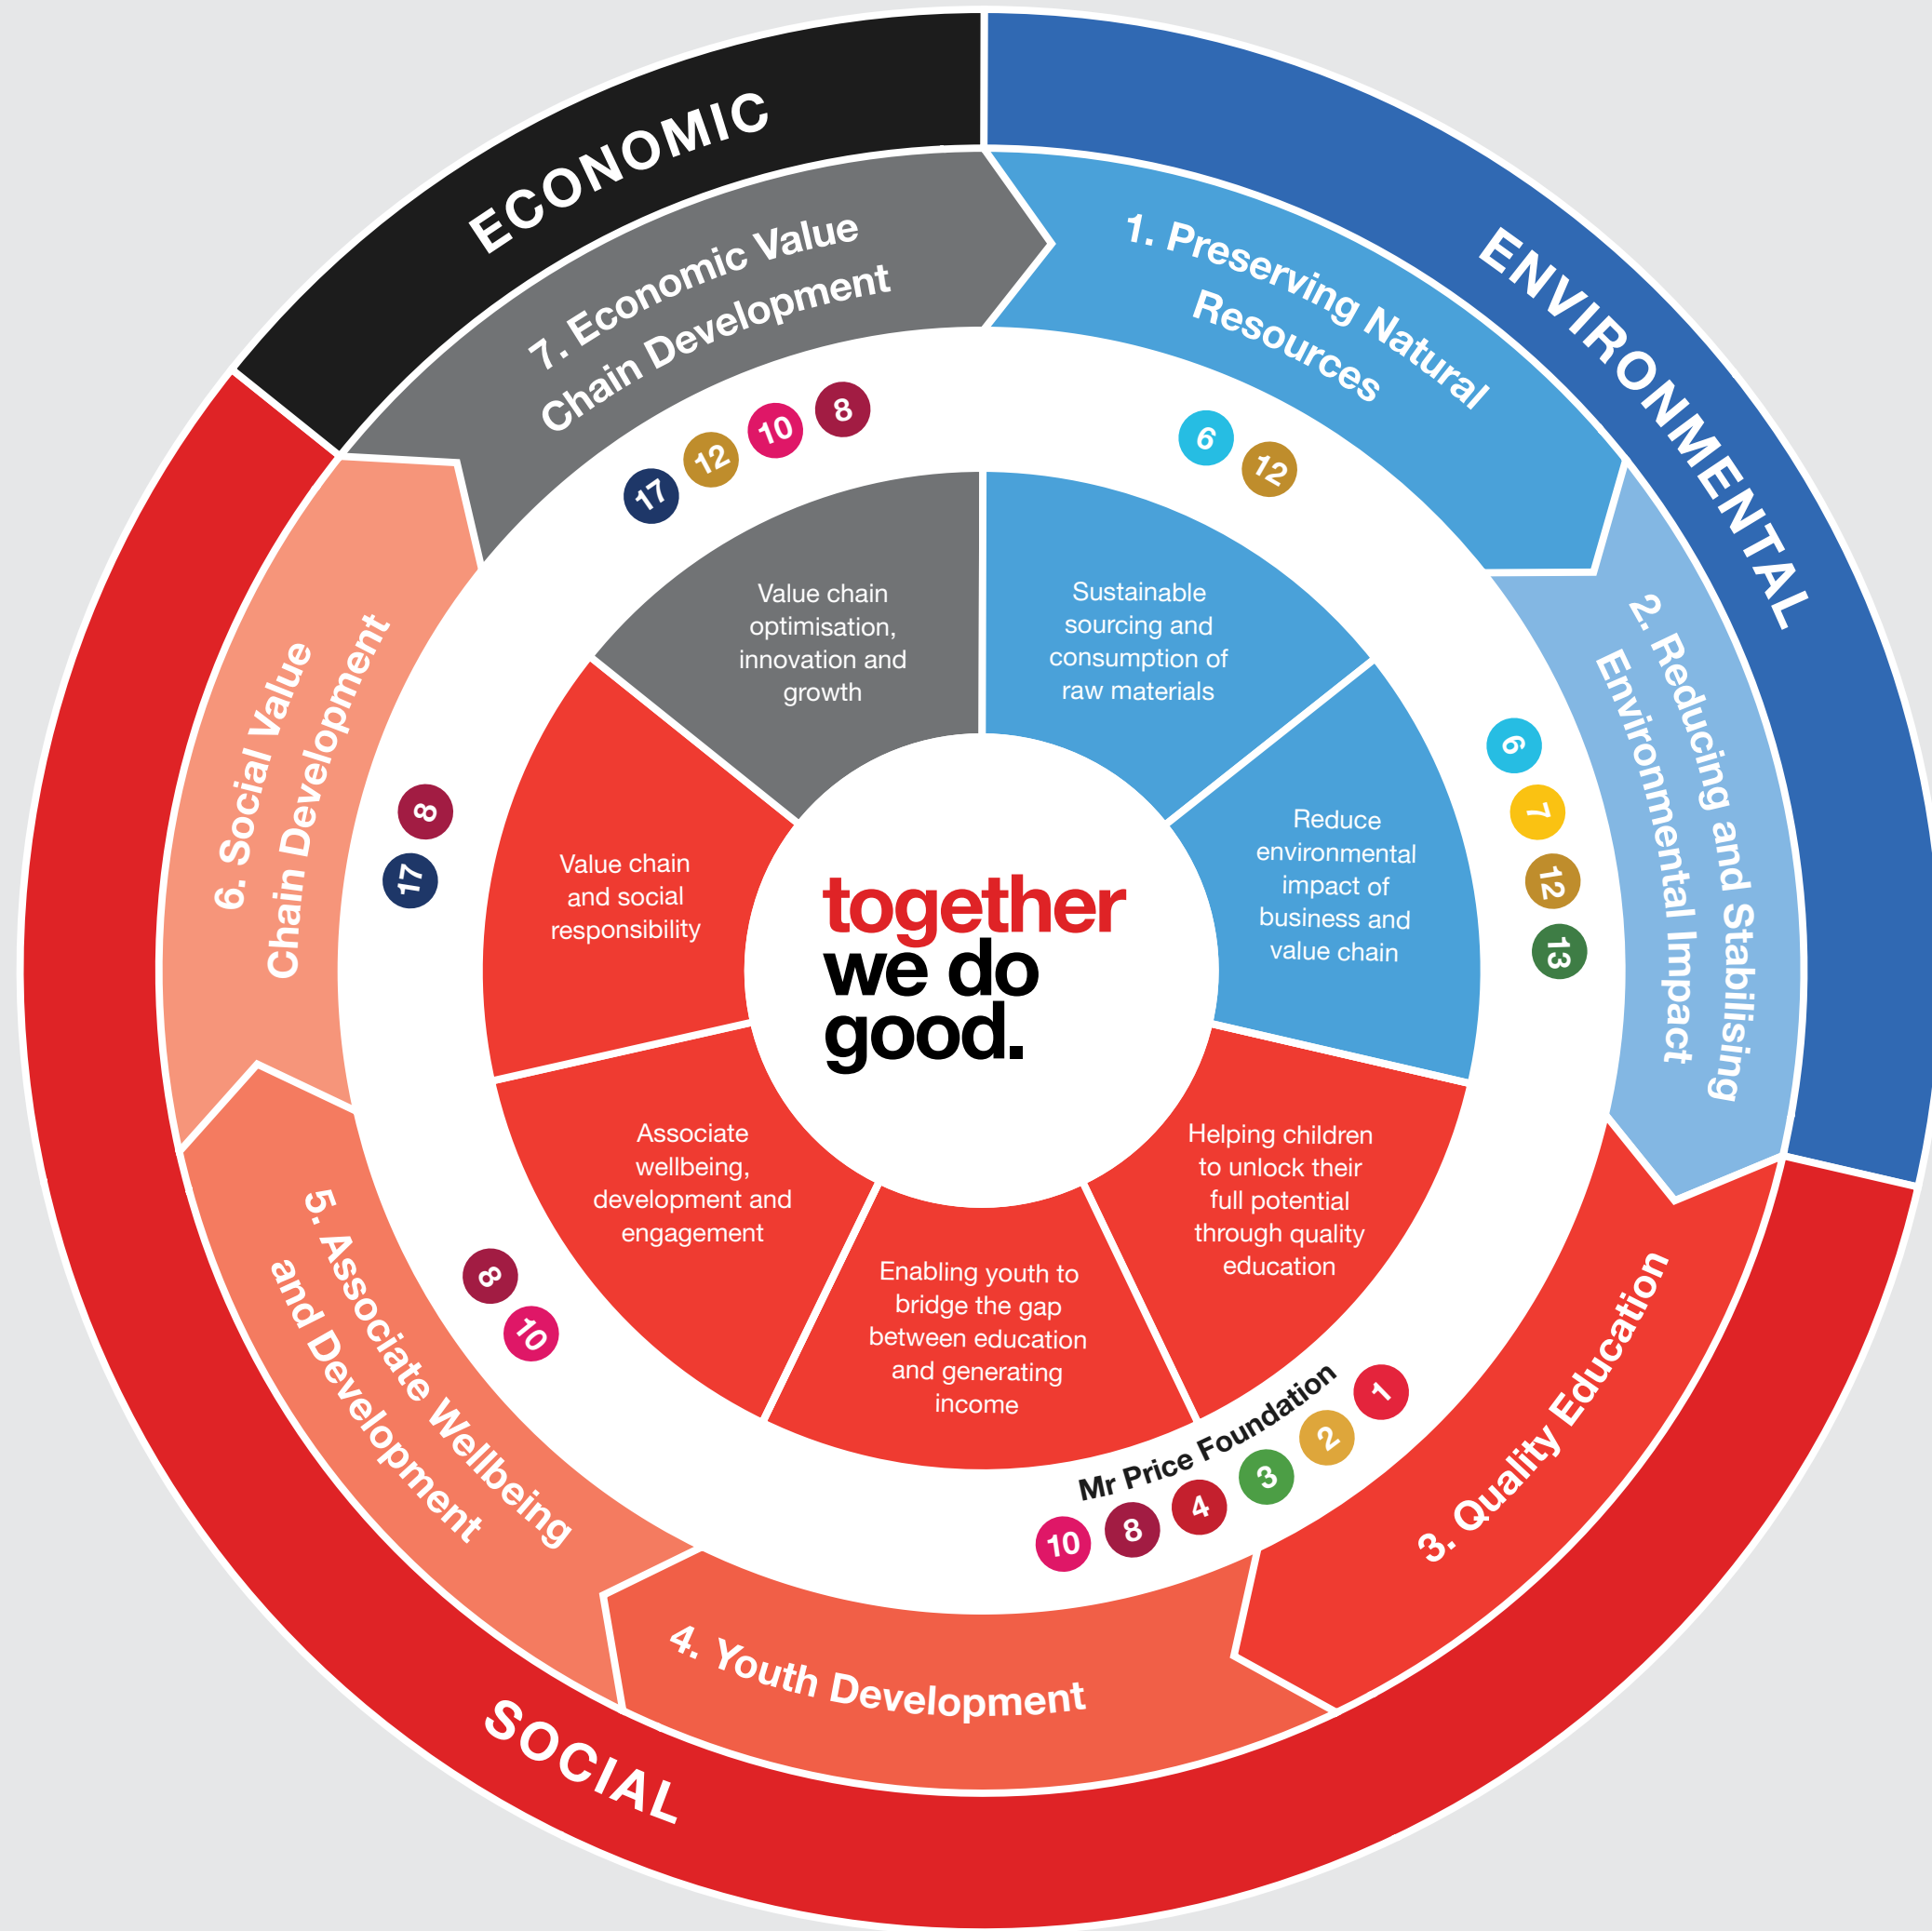 ECONOMIC
ENVIRONMENTAL
SOCIAL
1. Preserving Natural
Resources
2. Reducing and Stabilising
Environmental Impact
3. Quality Education
4. Youth Development
5. Associate Wellbeing
and Development
6. Social Value
Chain Development
7. Economic Value
Chain Development
6
12
6
7
12
13
Mr Price Foundation
1
2
3
4
8
10
10
8
17
8
17
12
10
8
Sustainable
sourcing and
consumption of
raw materials
Reduce
environmental
impact of
business and
value chain
Helping children
to unlock their
full potential
through quality
education
Enabling youth to
bridge the gap
between education
and generating
income
Associate
wellbeing,
development and
engagement
Value chain
and social
responsibility
Value chain
optimisation,
innovation and
growth
together
we do
good.